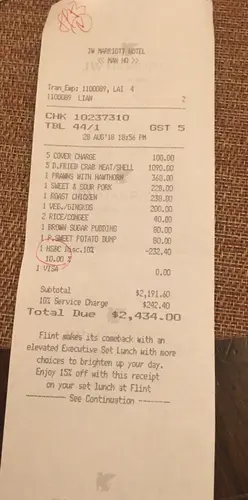 JW MARRIOTT HOTEL
<< MAN HO >>
Tran_Emp: 1100089, LAI 4
1100089 LIAN 2
CHK 10237310
TBL 44/1 GST 5
28 AUG'18 18:56 PM
5 COVER CHARGE 100.00
5 D.FRIED CRAB MEAT/SHELL 1090.00
1 PRAWNS WITH HAWTHORN 368.00
1 SWEET & SOUR PORK 228.00
1 ROAST CHICKEN 238.00
1 VEG./GINGKOS 200.00
2 RICE/CONGEE 40.00
1 BROWN SUGAR PUDDING 80.00
1 P.SWEET POTATO DUMP 80.00
1 HSBC Disc.10% -232.40
10.00 %
1 VISA 0.00
Subtotal $2,191.60
10% Service Charge $242.40
Total Due $2,434.00
Flint makes its comeback with an
elevated Executive Set Lunch with more
choices to brighten up your day.
Enjoy 15% off with this receipt
on your set lunch at Flint
See Continuation